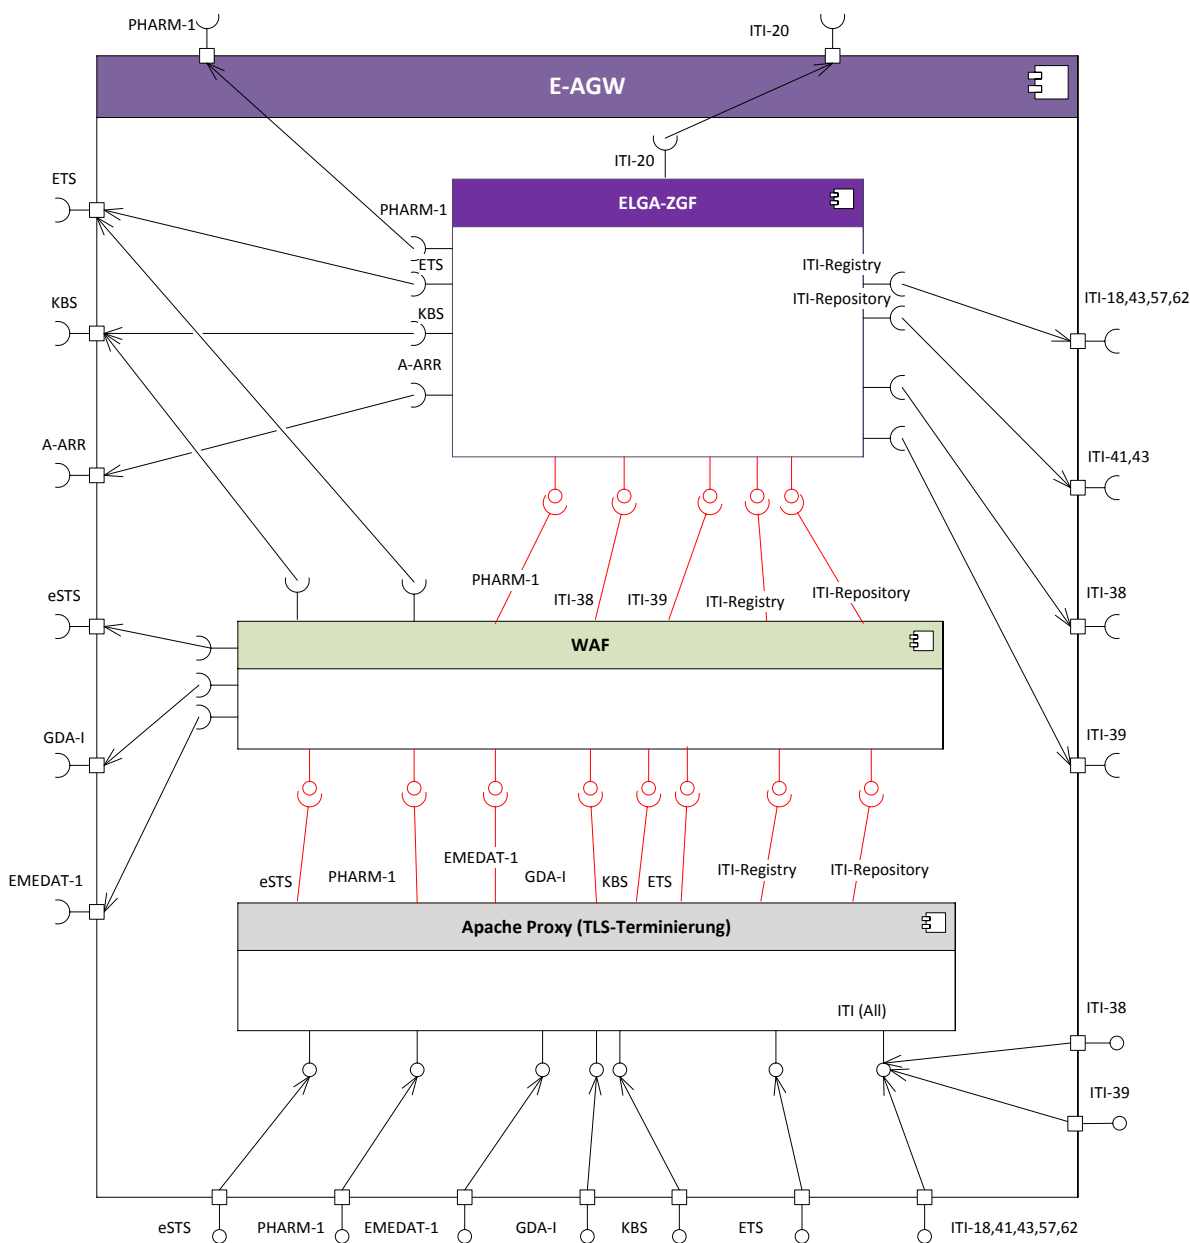 PHARM-1
ITI-20
E-AGW
ITI-20
ETS
ELGA-ZGF
PHARM-1
ETS
ITI-Registry
KBS
KBS
ITI-Repository
ITI-18,43,57,62
A-ARR
A-ARR
ITI-41,43
PHARM-1
ITI-38
ITI-39
ITI-Registry
ITI-Repository
ITI-38
eSTS
WAF
GDA-I
ITI-39
EMEDAT-1
eSTS
PHARM-1
EMEDAT-1
GDA-I
KBS
ETS
ITI-Registry
ITI-Repository
Apache Proxy (TLS-Terminierung)
ITI (All)
ITI-38
ITI-39
eSTS
PHARM-1
EMEDAT-1
GDA-I
KBS
ETS
ITI-18,41,43,57,62